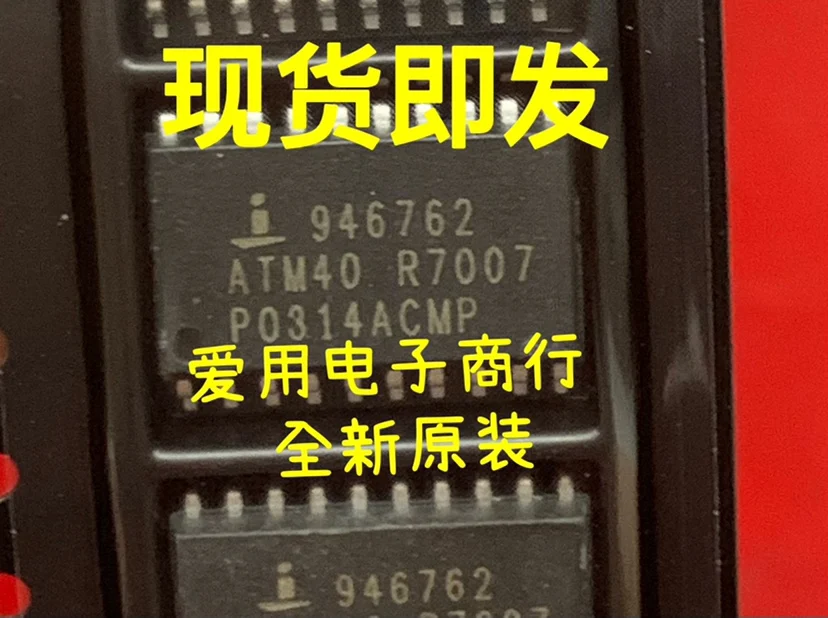 现货即发
946762
ATM40 R7007
P0314ACMP
爱用电子商行
全新原装
946762
R7007